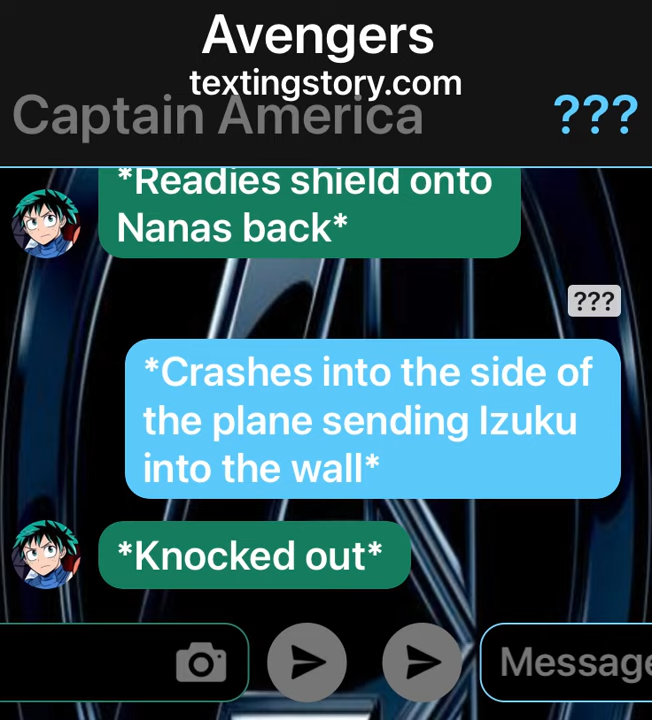 Avengers
textingstory.com
Captain America ???
*Readies shield onto
Nanas back*
???
*Crashes into the side of
the plane sending Izuku
into the wall*
*Knocked out*
Message